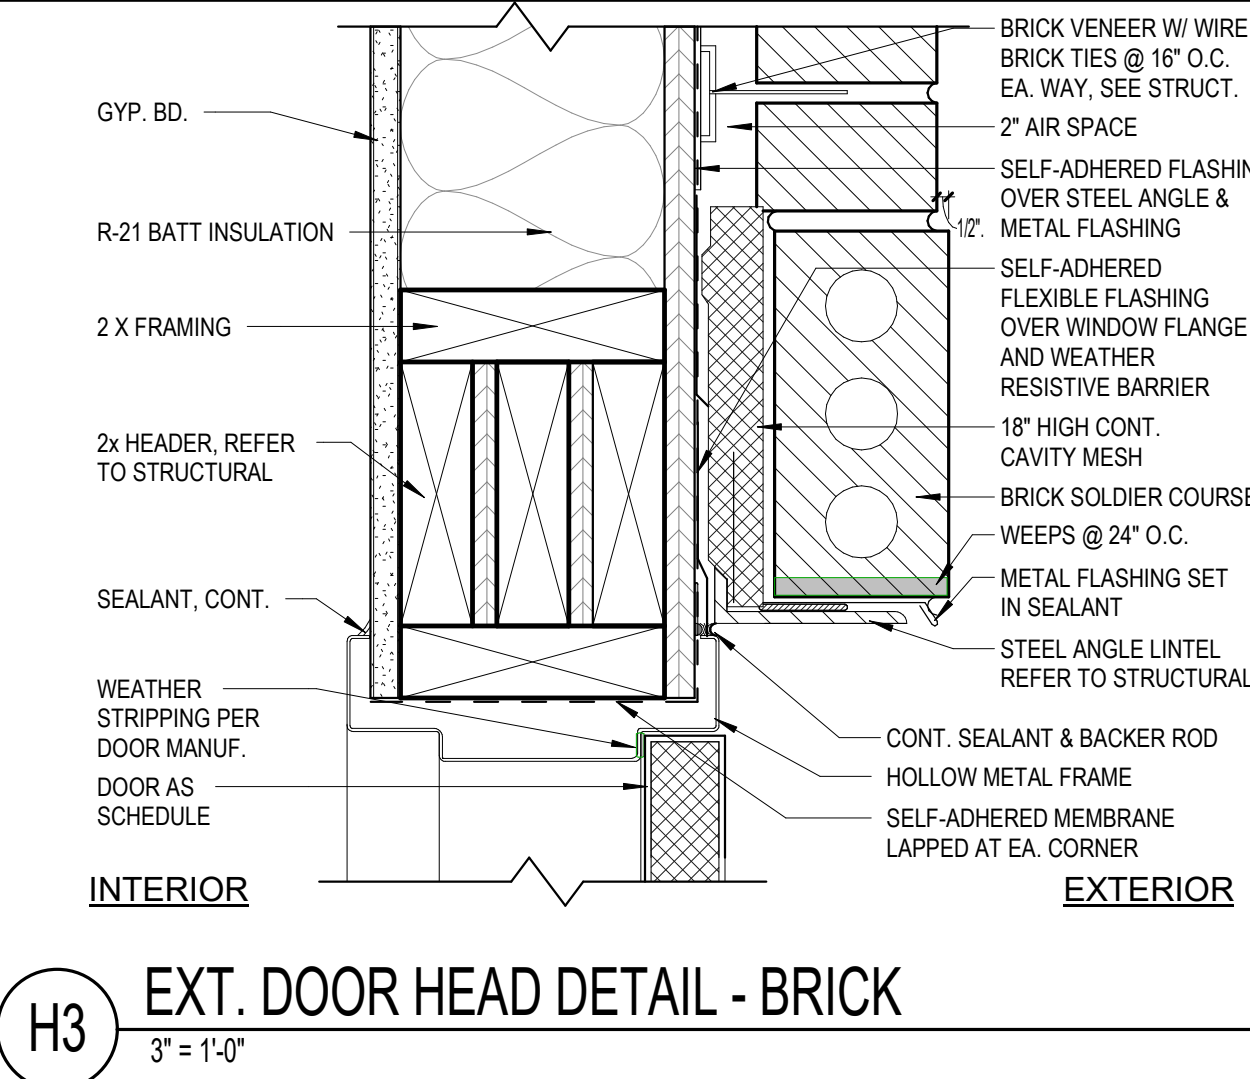 GYP. BD.
R-21 BATT INSULATION
2 X FRAMING
2x HEADER, REFER
TO STRUCTURAL
SEALANT, CONT.
WEATHER
STRIPPING PER
DOOR MANUF.
DOOR AS
SCHEDULE
INTERIOR
BRICK VENEER W/ WIRE
BRICK TIES @ 16" O.C.
EA. WAY, SEE STRUCT.
2" AIR SPACE
SELF-ADHERED FLASHIN
OVER STEEL ANGLE &
METAL FLASHING
1/2".
SELF-ADHERED
FLEXIBLE FLASHING
OVER WINDOW FLANGE
AND WEATHER
RESISTIVE BARRIER
18" HIGH CONT.
CAVITY MESH
BRICK SOLDIER COURSE
WEEPS @ 24" O.C.
METAL FLASHING SET
IN SEALANT
STEEL ANGLE LINTEL
REFER TO STRUCTURAL
CONT. SEALANT & BACKER ROD
HOLLOW METAL FRAME
SELF-ADHERED MEMBRANE
LAPPED AT EA. CORNER
EXTERIOR
H3
EXT. DOOR HEAD DETAIL - BRICK
3" = 1'-0"